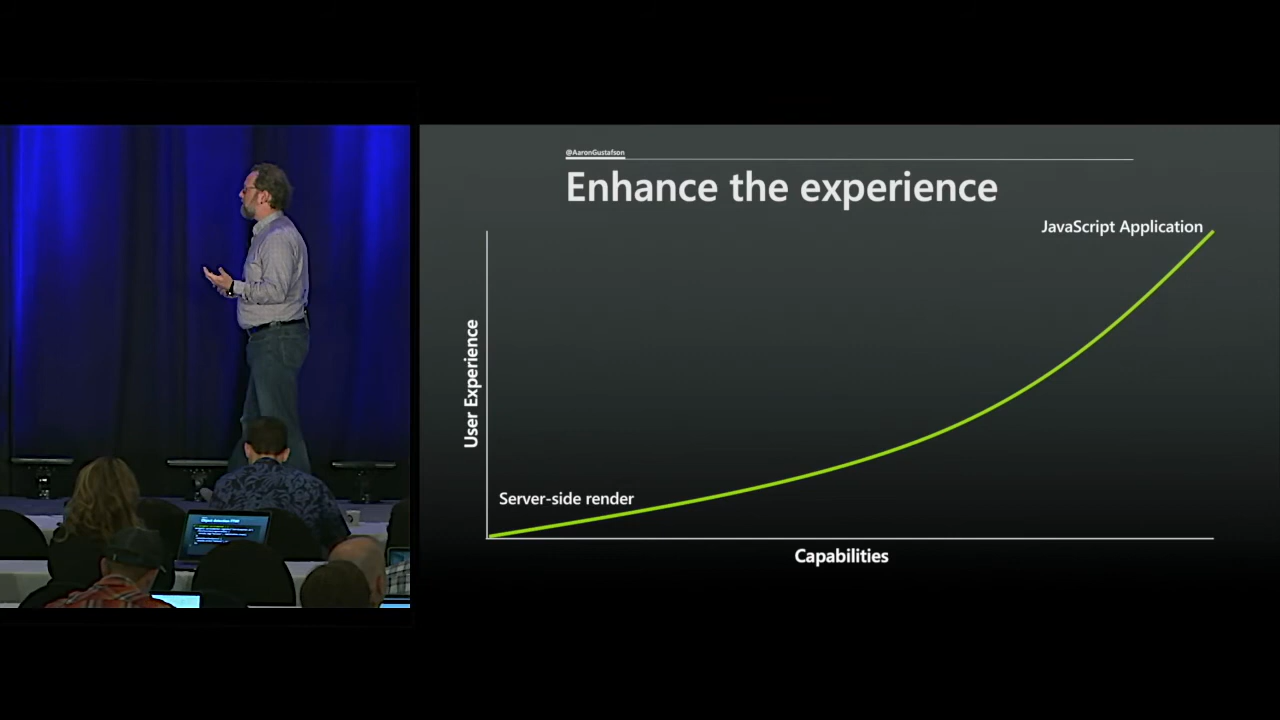 @AaronGustafson
Enhance the experience
JavaScript Application
User Experience
Server-side render
Capabilities